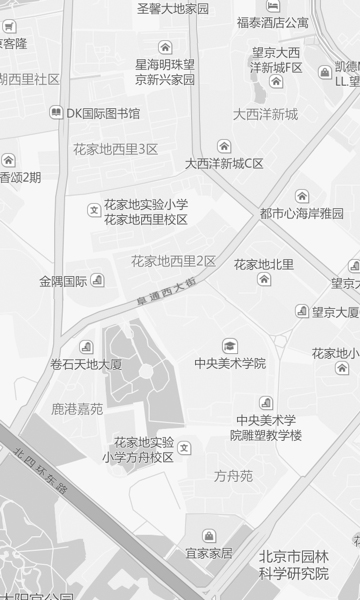 圣馨大地家园
福泰酒店公寓
京客隆
星海明珠望
京新兴家园
望京大西
洋新城F区
凯德M
LL.望
湖西里社区
DK国际图书馆
大西洋新城
花家地西里3区
大西洋新城C区
香颂2期
花家地实验小学
花家地西里校区
都市心海岸雅园
花家地西里2区
花家地北里
金隅国际
望京大
阜通西大街
望京大厦
卷石天地大厦
中央美术学院
花家地小
鹿港嘉苑
中央美术学
院雕塑教学楼
花家地实验
小学方舟校区
北四环东路
方舟苑
宜家家居
北京市园林
科学研究院
太阳宫公园